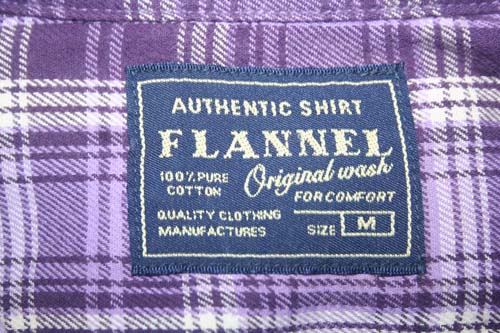 AUTHENTIC SHIRT
FLANNEL
100% PURE
COTTON
Original wash
FOR COMFORT
QUALITY CLOTHING
MANUFACTURES
SIZE M